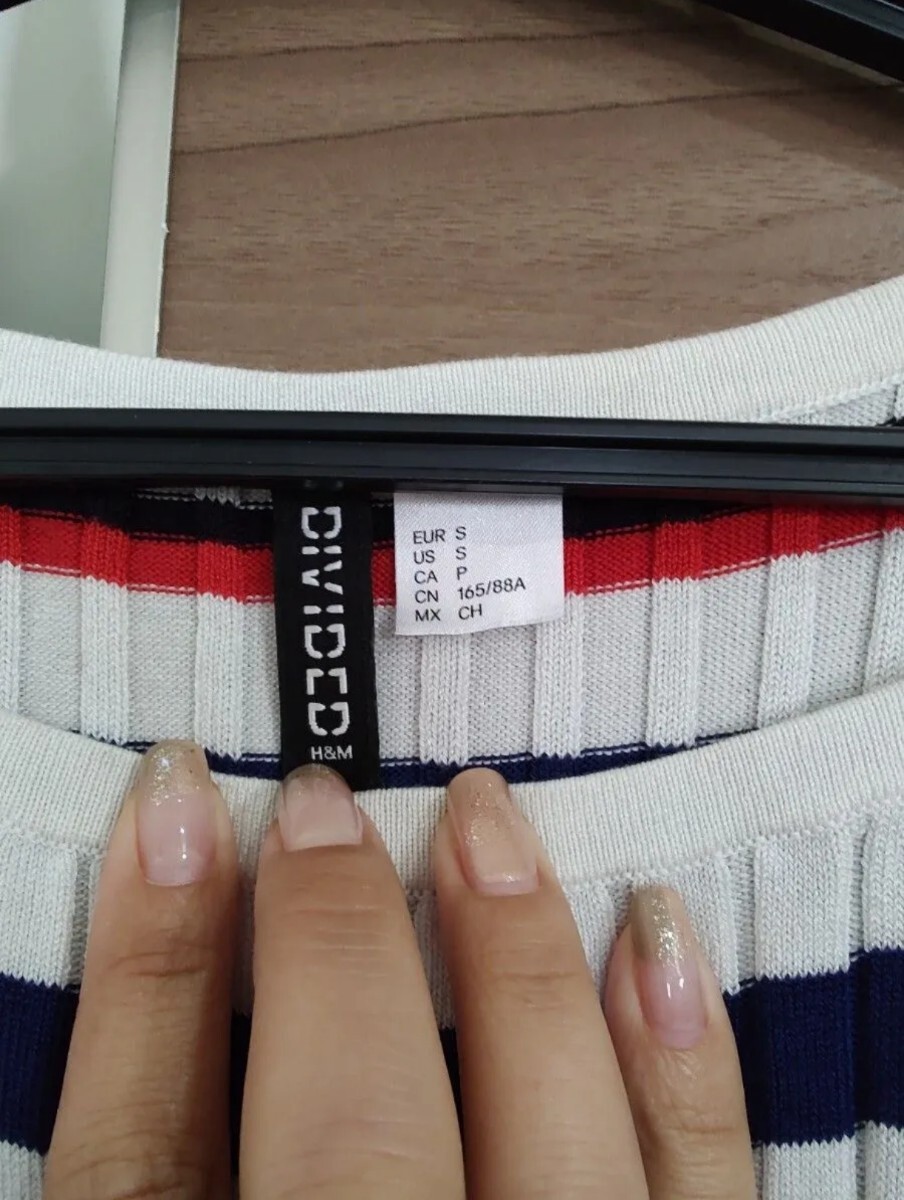 DIVIDED
H&M
EUR S
US S
CA P
CN 165/88A
MX CH